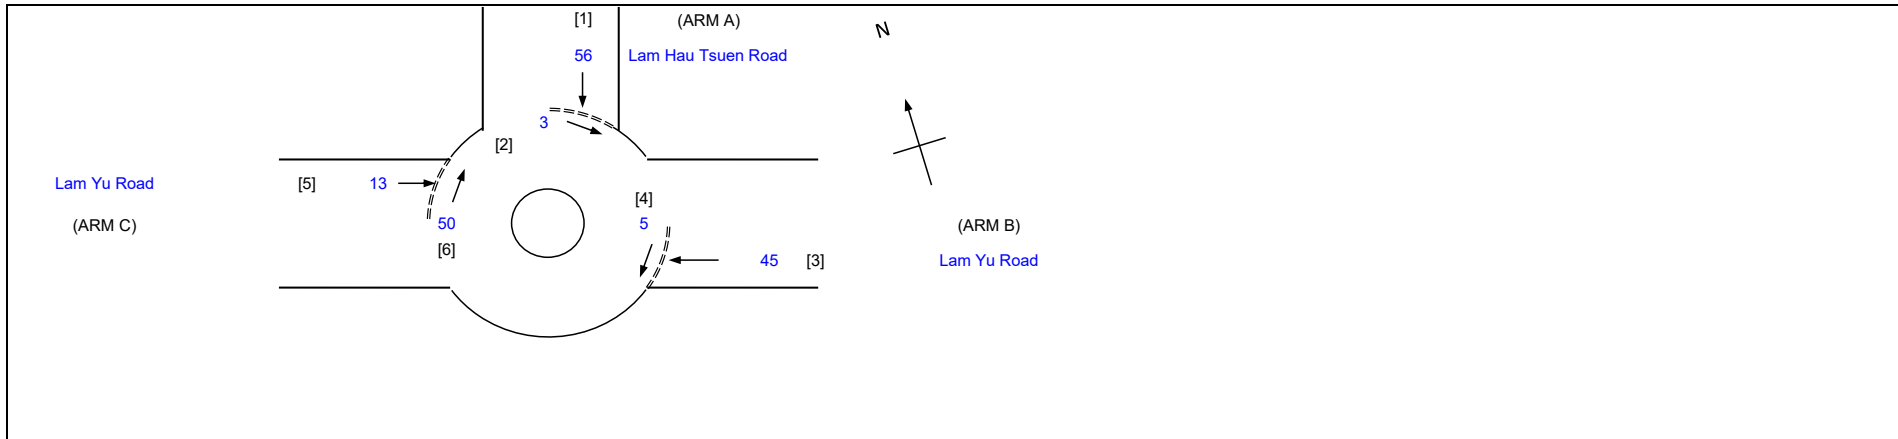 [1] (ARM A)
N
56 Lam Hau Tsuen Road
3
[2]
Lam Yu Road [5] 13
[4]
(ARM C) 50 5 (ARM B)
[6]
45 [3] Lam Yu Road